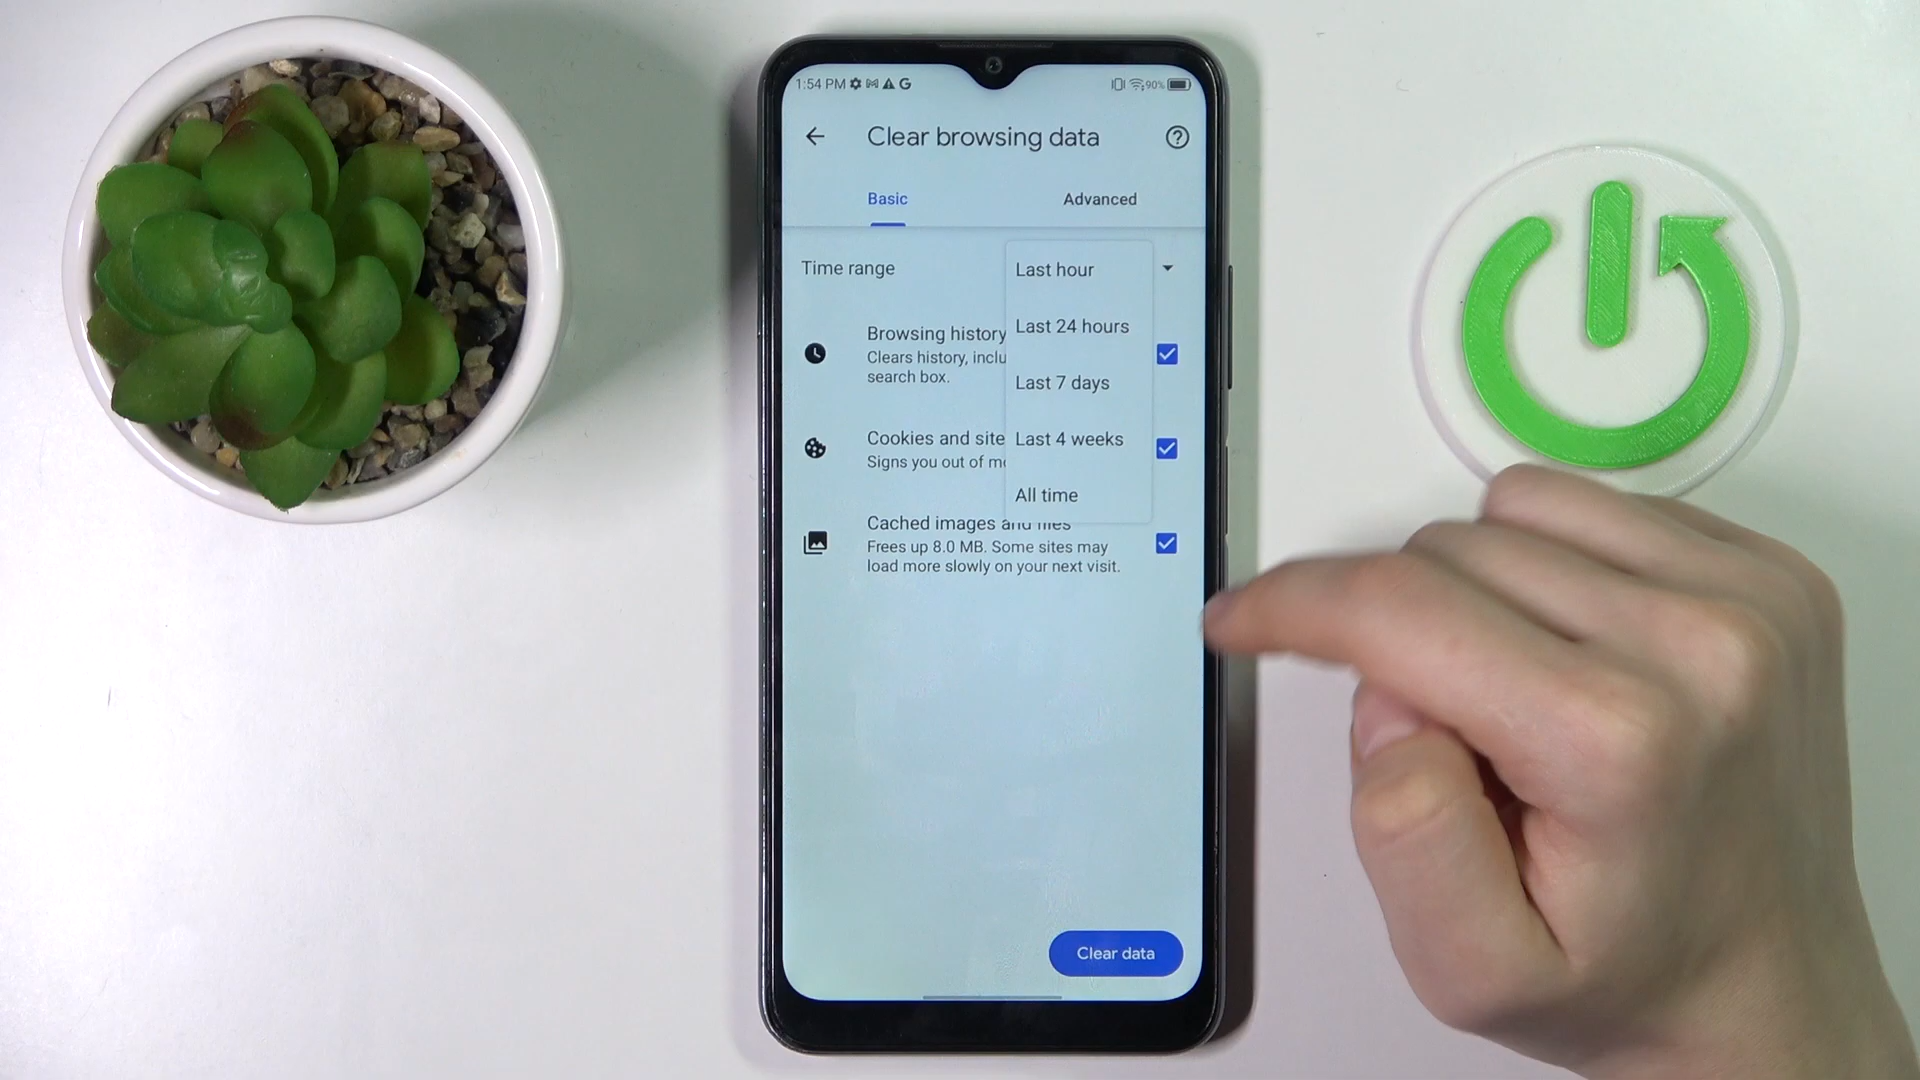 1:54 PM G 90%
Clear browsing data
Basic Advanced
Time range Last hour
Last 24 hours
Last 7 days
Last 4 weeks
All time
Browsing history
Clears history, inclu
search box.
Cookies and site
Signs you out of mo
Cached images and files
Frees up 8.0 MB. Some sites may
load more slowly on your next visit.
Clear data